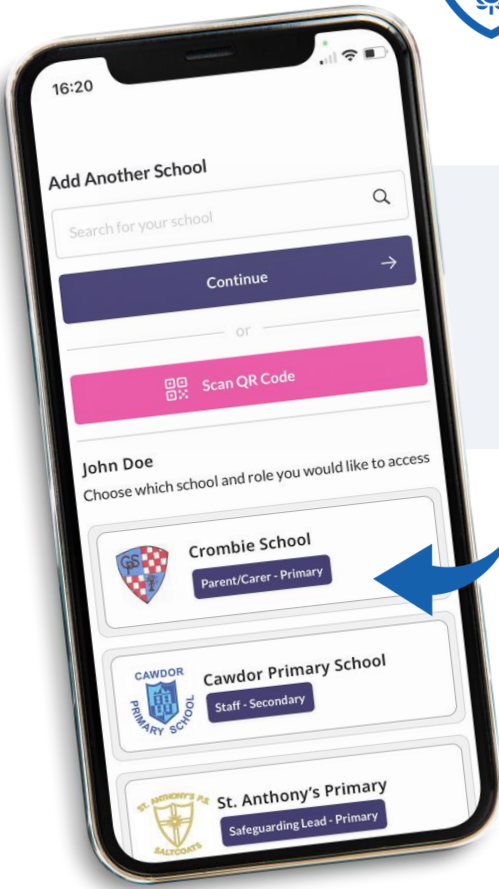 16:20
Add Another School
Search for your school
Continue
or
Scan QR Code
John Doe
Choose which school and role you would like to access
GPS
Crombie School
Parent/Carer - Primary
CAWDOR
PRIMARY SCHOOL
Cawdor Primary School
Staff - Secondary
ST. ANTHONY'S P.S.
SALTCOATS
St. Anthony's Primary
Safeguarding Lead - Primary